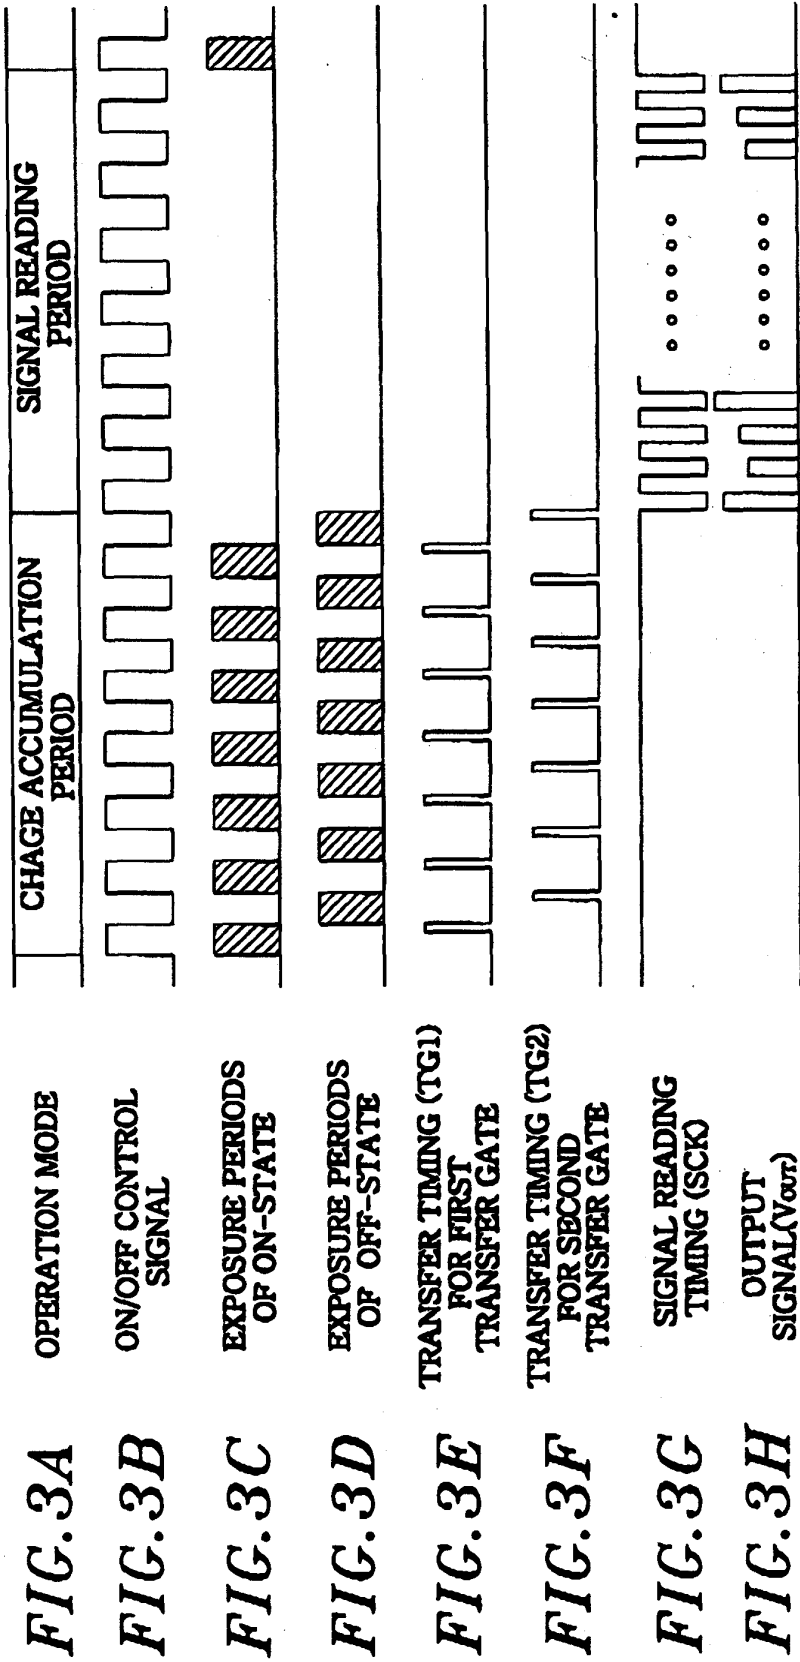 FIG.3A
OPERATION MODE
CHAGE ACCUMULATION
PERIOD
SIGNAL READING
PERIOD
FIG.3B
ON/OFF CONTROL
SIGNAL
FIG.3C
EXPOSURE PERIODS
OF ON-STATE
FIG.3D
EXPOSURE PERIODS
OF OFF-STATE
FIG.3E
TRANSFER TIMING (TG1)
FOR FIRST
TRANSFER GATE
FIG.3F
TRANSFER TIMING (TG2)
FOR SECOND
TRANSFER GATE
FIG.3G
SIGNAL READING
TIMING (SCK)
FIG.3H
OUTPUT
SIGNAL(VOUT)